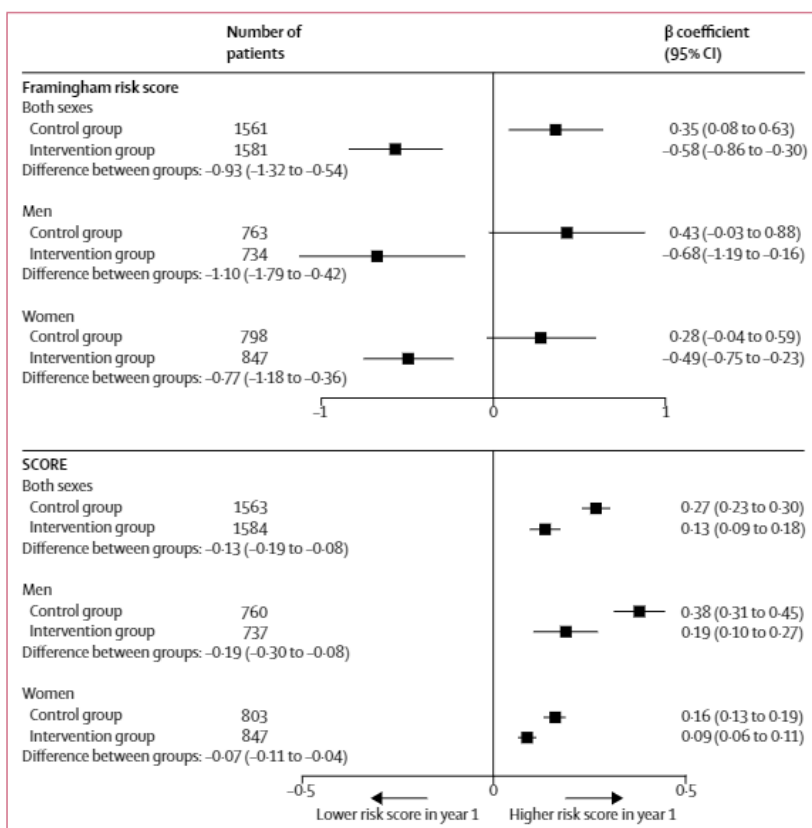 Number of patients β coefficient (95% CI)
Framingham risk score
Both sexes
Control group 1561 0·35 (0·08 to 0·63)
Intervention group 1581 –0·58 (–0·86 to –0·30)
Difference between groups: –0·93 (–1·32 to –0·54)
Men
Control group 763 0·43 (–0·03 to 0·88)
Intervention group 734 –0·68 (–1·19 to –0·16)
Difference between groups: –1·10 (–1·79 to –0·42)
Women
Control group 798 0·28 (–0·04 to 0·59)
Intervention group 847 –0·49 (–0·75 to –0·23)
Difference between groups: –0·77 (–1·18 to –0·36)
–1 0 1
SCORE
Both sexes
Control group 1563 0·27 (0·23 to 0·30)
Intervention group 1584 0·13 (0·09 to 0·18)
Difference between groups: –0·13 (–0·19 to –0·08)
Men
Control group 760 0·38 (0·31 to 0·45)
Intervention group 737 0·19 (0·10 to 0·27)
Difference between groups: –0·19 (–0·30 to –0·08)
Women
Control group 803 0·16 (0·13 to 0·19)
Intervention group 847 0·09 (0·06 to 0·11)
Difference between groups: –0·07 (–0·11 to –0·04)
–0·5 0 0·5
Lower risk score in year 1 Higher risk score in year 1